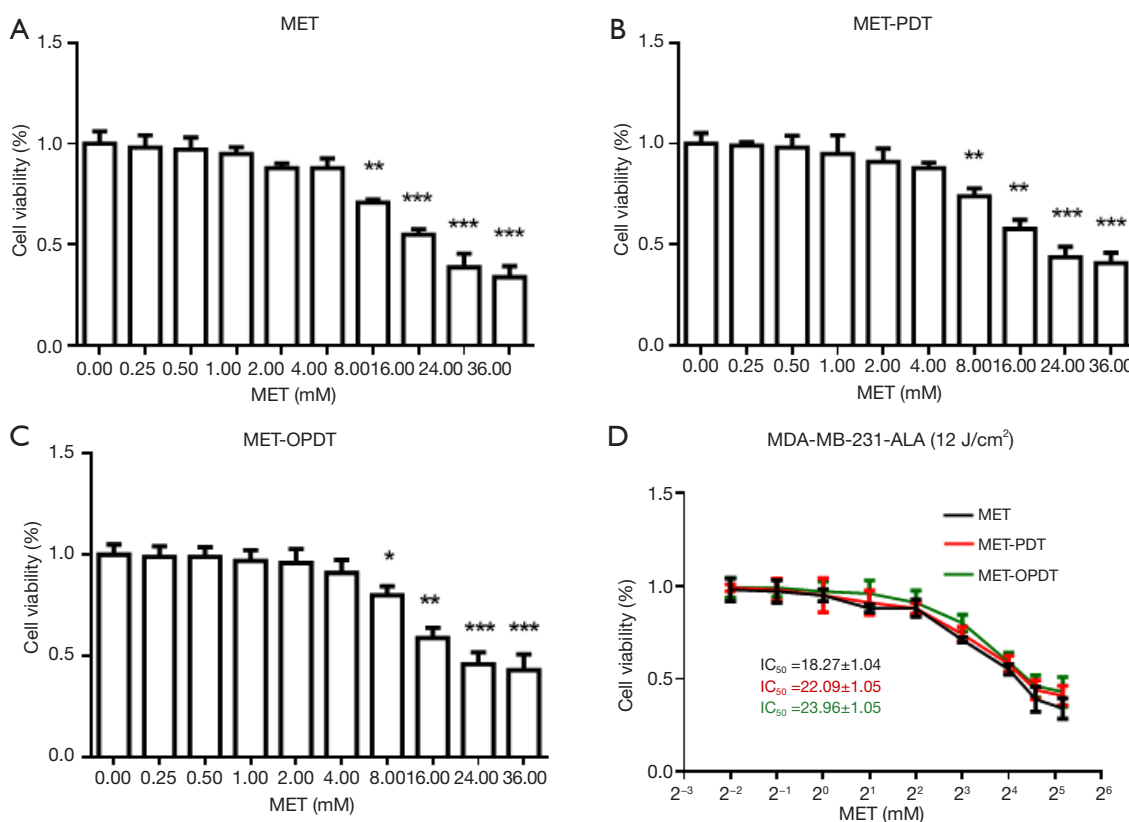 A
MET
Cell viability (%)
1.5
1.0
0.5
0.0
**
***
***
***
0.00 0.25 0.50 1.00 2.00 4.00 8.00 16.00 24.00 36.00
MET (mM)
B
MET-PDT
Cell viability (%)
1.5
1.0
0.5
0.0
**
**
***
***
0.00 0.25 0.50 1.00 2.00 4.00 8.00 16.00 24.00 36.00
MET (mM)
C
MET-OPDT
Cell viability (%)
1.5
1.0
0.5
0.0
*
**
***
***
0.00 0.25 0.50 1.00 2.00 4.00 8.00 16.00 24.00 36.00
MET (mM)
D
MDA-MB-231-ALA (12 J/cm²)
Cell viability (%)
1.5
1.0
0.5
0.0
MET
MET-PDT
MET-OPDT
IC₅₀ =18.27±1.04
IC₅₀ =22.09±1.05
IC₅₀ =23.96±1.05
2⁻³ 2⁻² 2⁻¹ 2⁰ 2¹ 2² 2³ 2⁴ 2⁵ 2⁶
MET (mM)